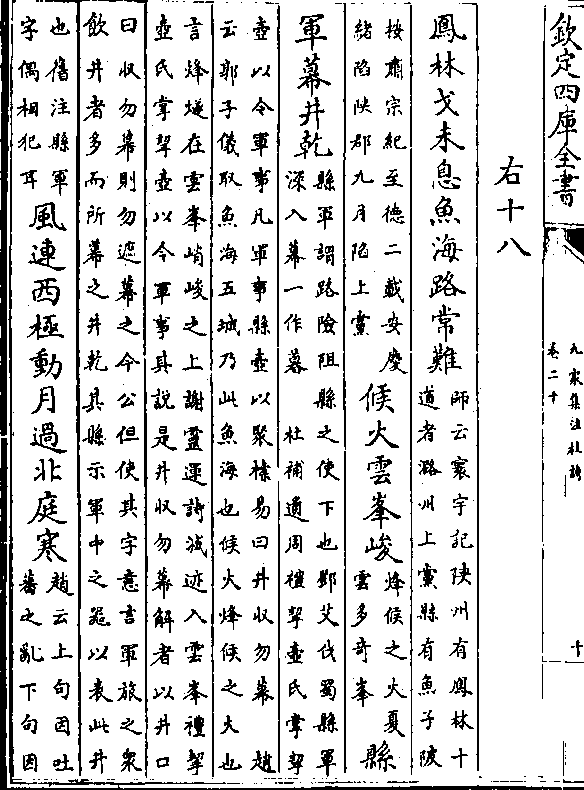 欽定四庫全書
九家集注杜詩
卷二十
十
右十八
鳳林戈未息魚海路常難
師云寰宇記陜州有鳳林十
道者潞州上黨縣有魚子陂
按肅宗紀至德二載安慶
緒陷陜郡九月陷上黨
候火雲峯峻
烽候之火夏
雲多奇峯
縣
軍幕井乾
縣軍謂路險阻縣之使下也鄧艾伐蜀縣軍
深入幕一作暮 杜補遺周禮挈壺氏掌挈
壺以令軍事凡軍事縣壺以聚㯓易曰井収勿幕 趙
云郭子儀取魚海五城乃此魚海也候火烽候之火也
言烽燧在雲峯峭峻之上謝靈運詩滅迹入雲峯禮挈
壺氏掌挈壺以令軍事其說是井収勿幕解者以井口
曰収勿幕則勿遮幕之今公但使其字意言軍旅之衆
飲井者多而所幕之井乾其縣示軍中之以表此井
也舊注縣軍
字偶相犯耳
風連西極動月過北庭寒
趙云上句因吐
蕃之亂下句因